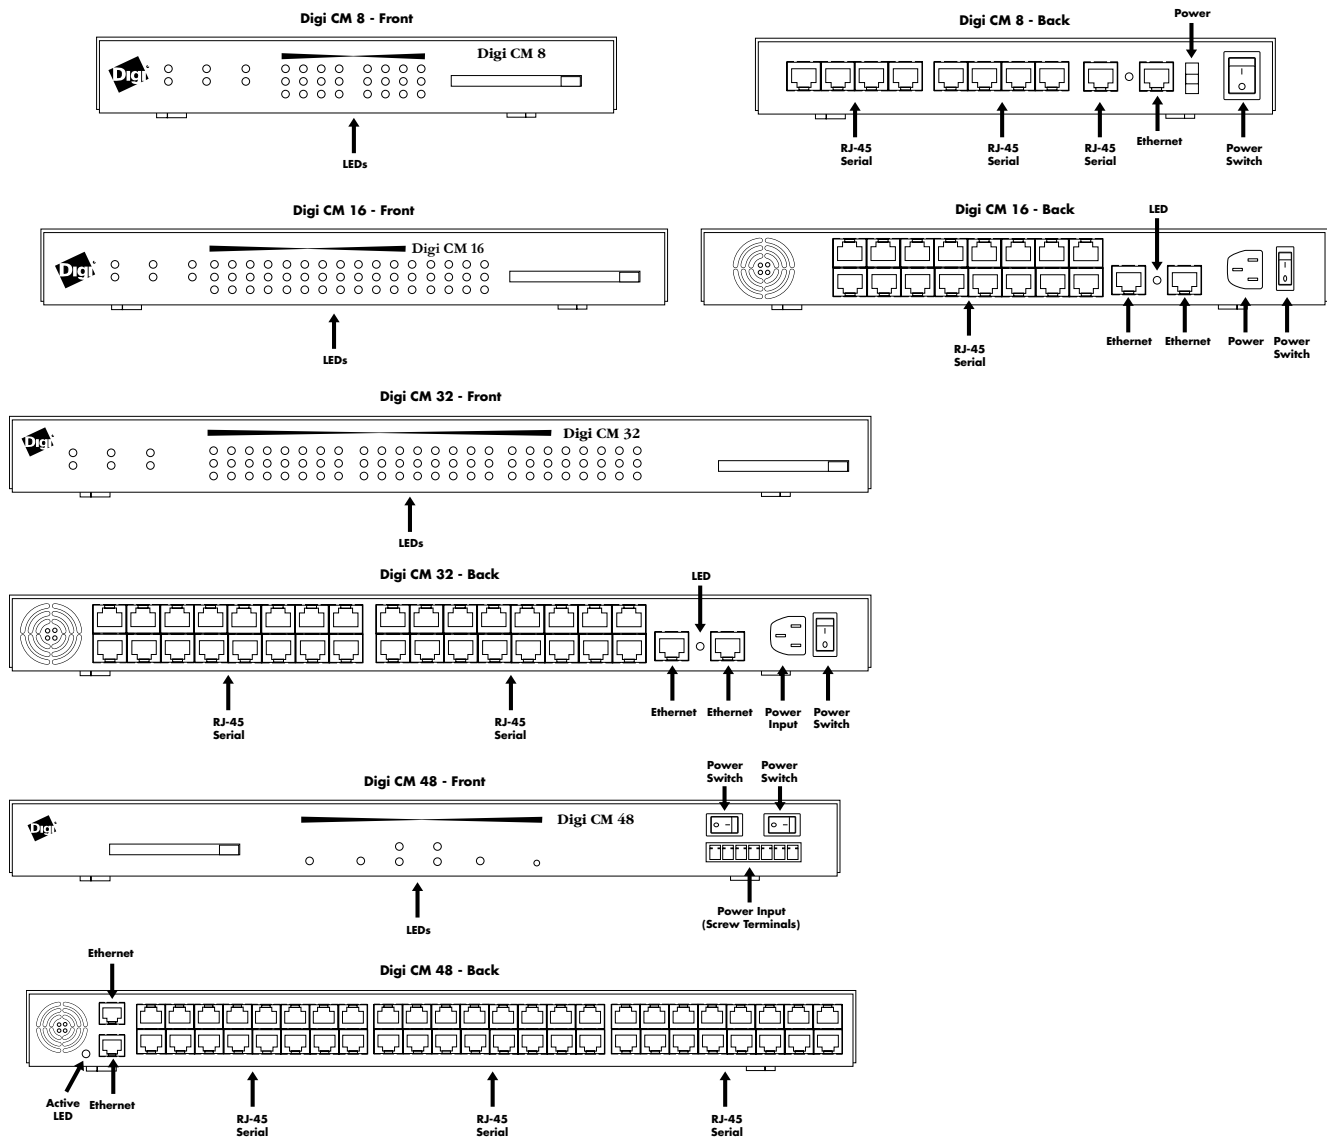 Digi CM 8 - Front
Digi
Digi CM 8
LEDs
Digi CM 8 - Back
Power
RJ-45
Serial
RJ-45
Serial
RJ-45
Serial
Ethernet
Power
Switch
Digi CM 16 - Front
Digi
Digi CM 16
LEDs
Digi CM 16 - Back
LED
RJ-45
Serial
Ethernet
Ethernet
Power
Power
Switch
Digi CM 32 - Front
Digi
Digi CM 32
LEDs
Digi CM 32 - Back
LED
RJ-45
Serial
RJ-45
Serial
Ethernet
Ethernet
Power
Input
Power
Switch
Digi CM 48 - Front
Power
Switch
Power
Switch
Digi
Digi CM 48
LEDs
Power Input
(Screw Terminals)
Digi CM 48 - Back
Ethernet
Active
LED
Ethernet
RJ-45
Serial
RJ-45
Serial
RJ-45
Serial